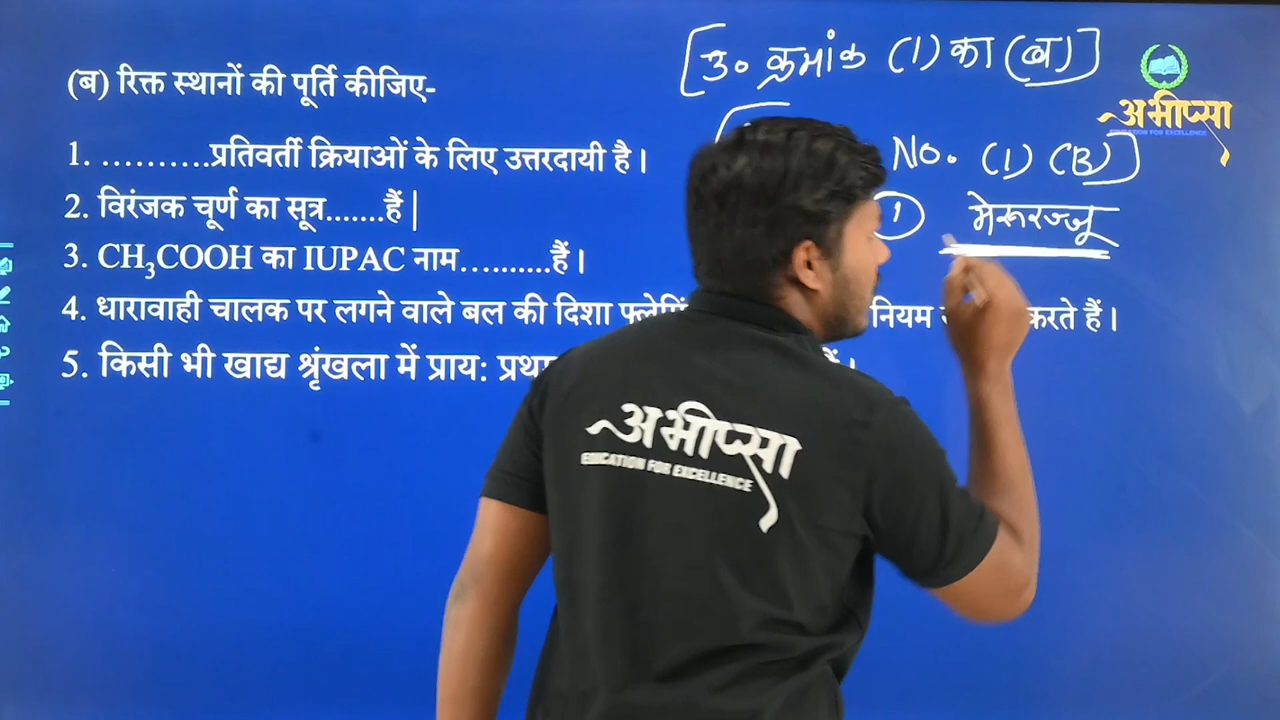 [उ० क्रमांक (1) का (ब)]
(ब) रिक्त स्थानों की पूर्ति कीजिए-
अभीप्सा
EDUCATION FOR EXCELLENCE
No. (1) (B)]
1. ..........प्रतिवर्ती क्रियाओं के लिए उत्तरदायी है।
① मेरूरज्जू
2. विरंजक चूर्ण का सूत्र.......हैं|
3. CH₃COOH का IUPAC नाम…......हैं।
4. धारावाही चालक पर लगने वाले बल की दिशा नियम करते हैं।
5. किसी भी खाद्य श्रृंखला में प्राय:
अभीप्सा
EDUCATION FOR EXCELLENCE